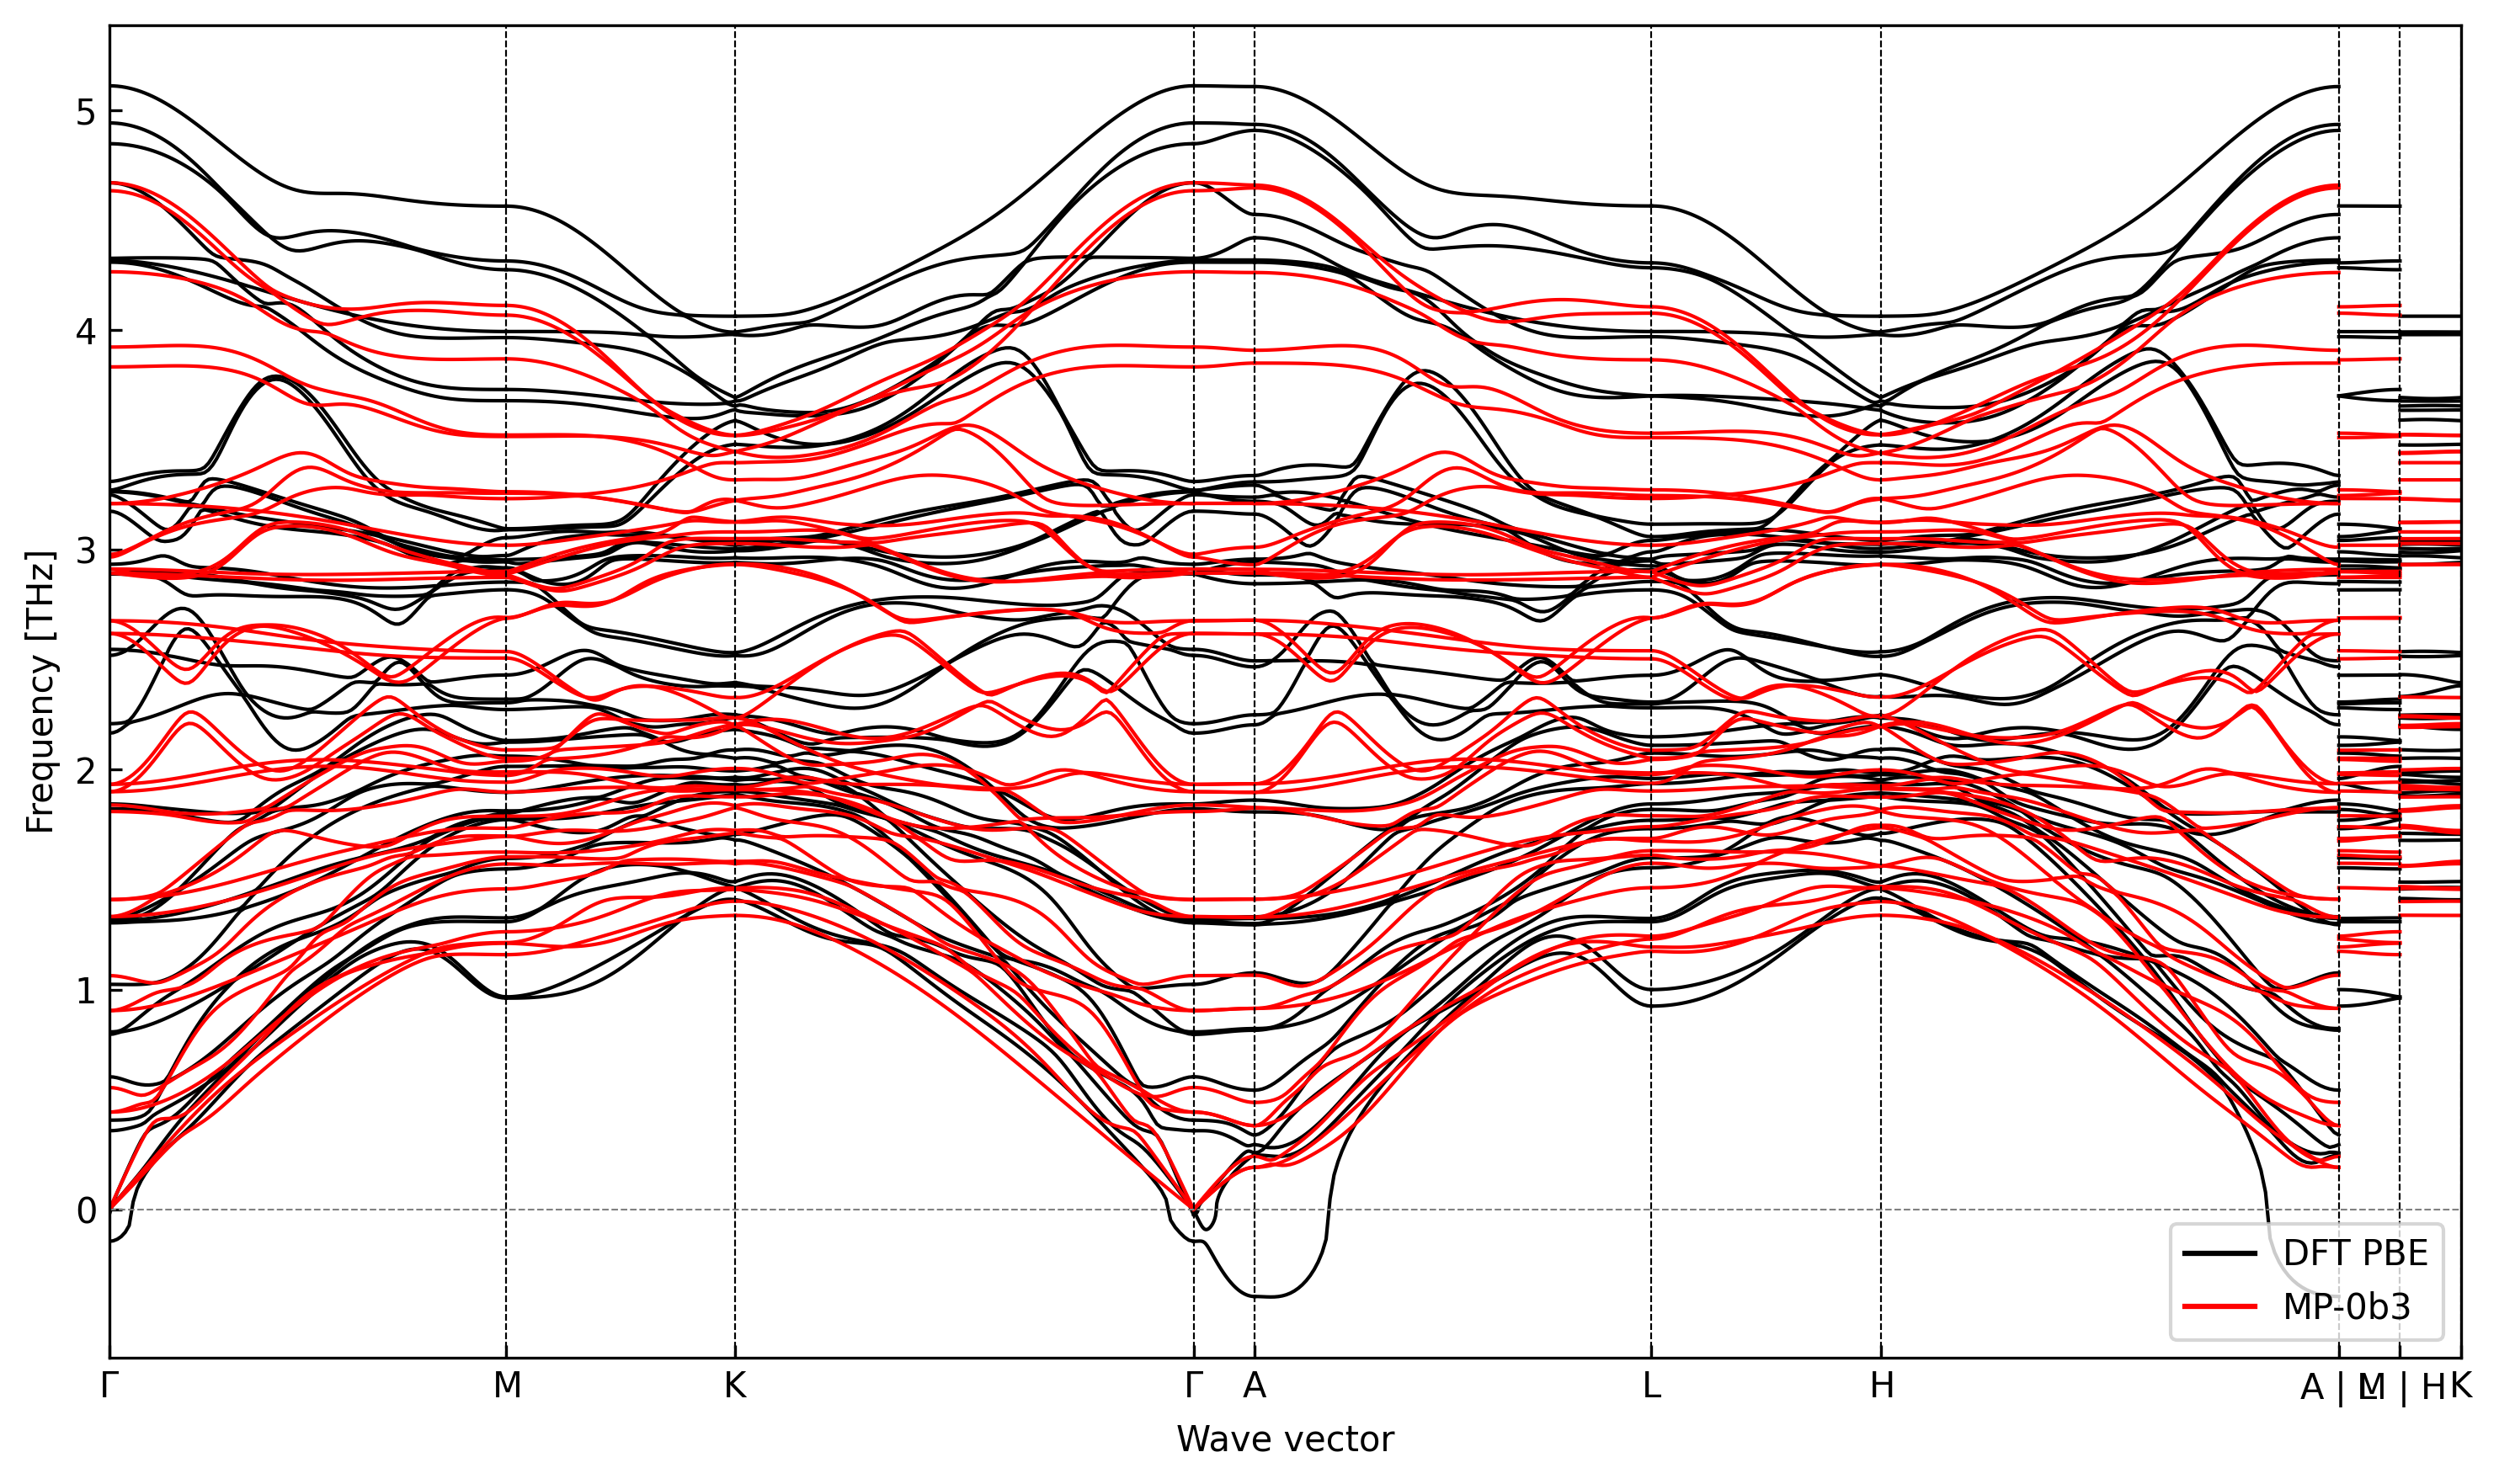 5
4
3
2
1
0
Frequency [THz]
DFT PBE
MP-0b3
Γ M K Γ A L H A | L M | H K
Wave vector